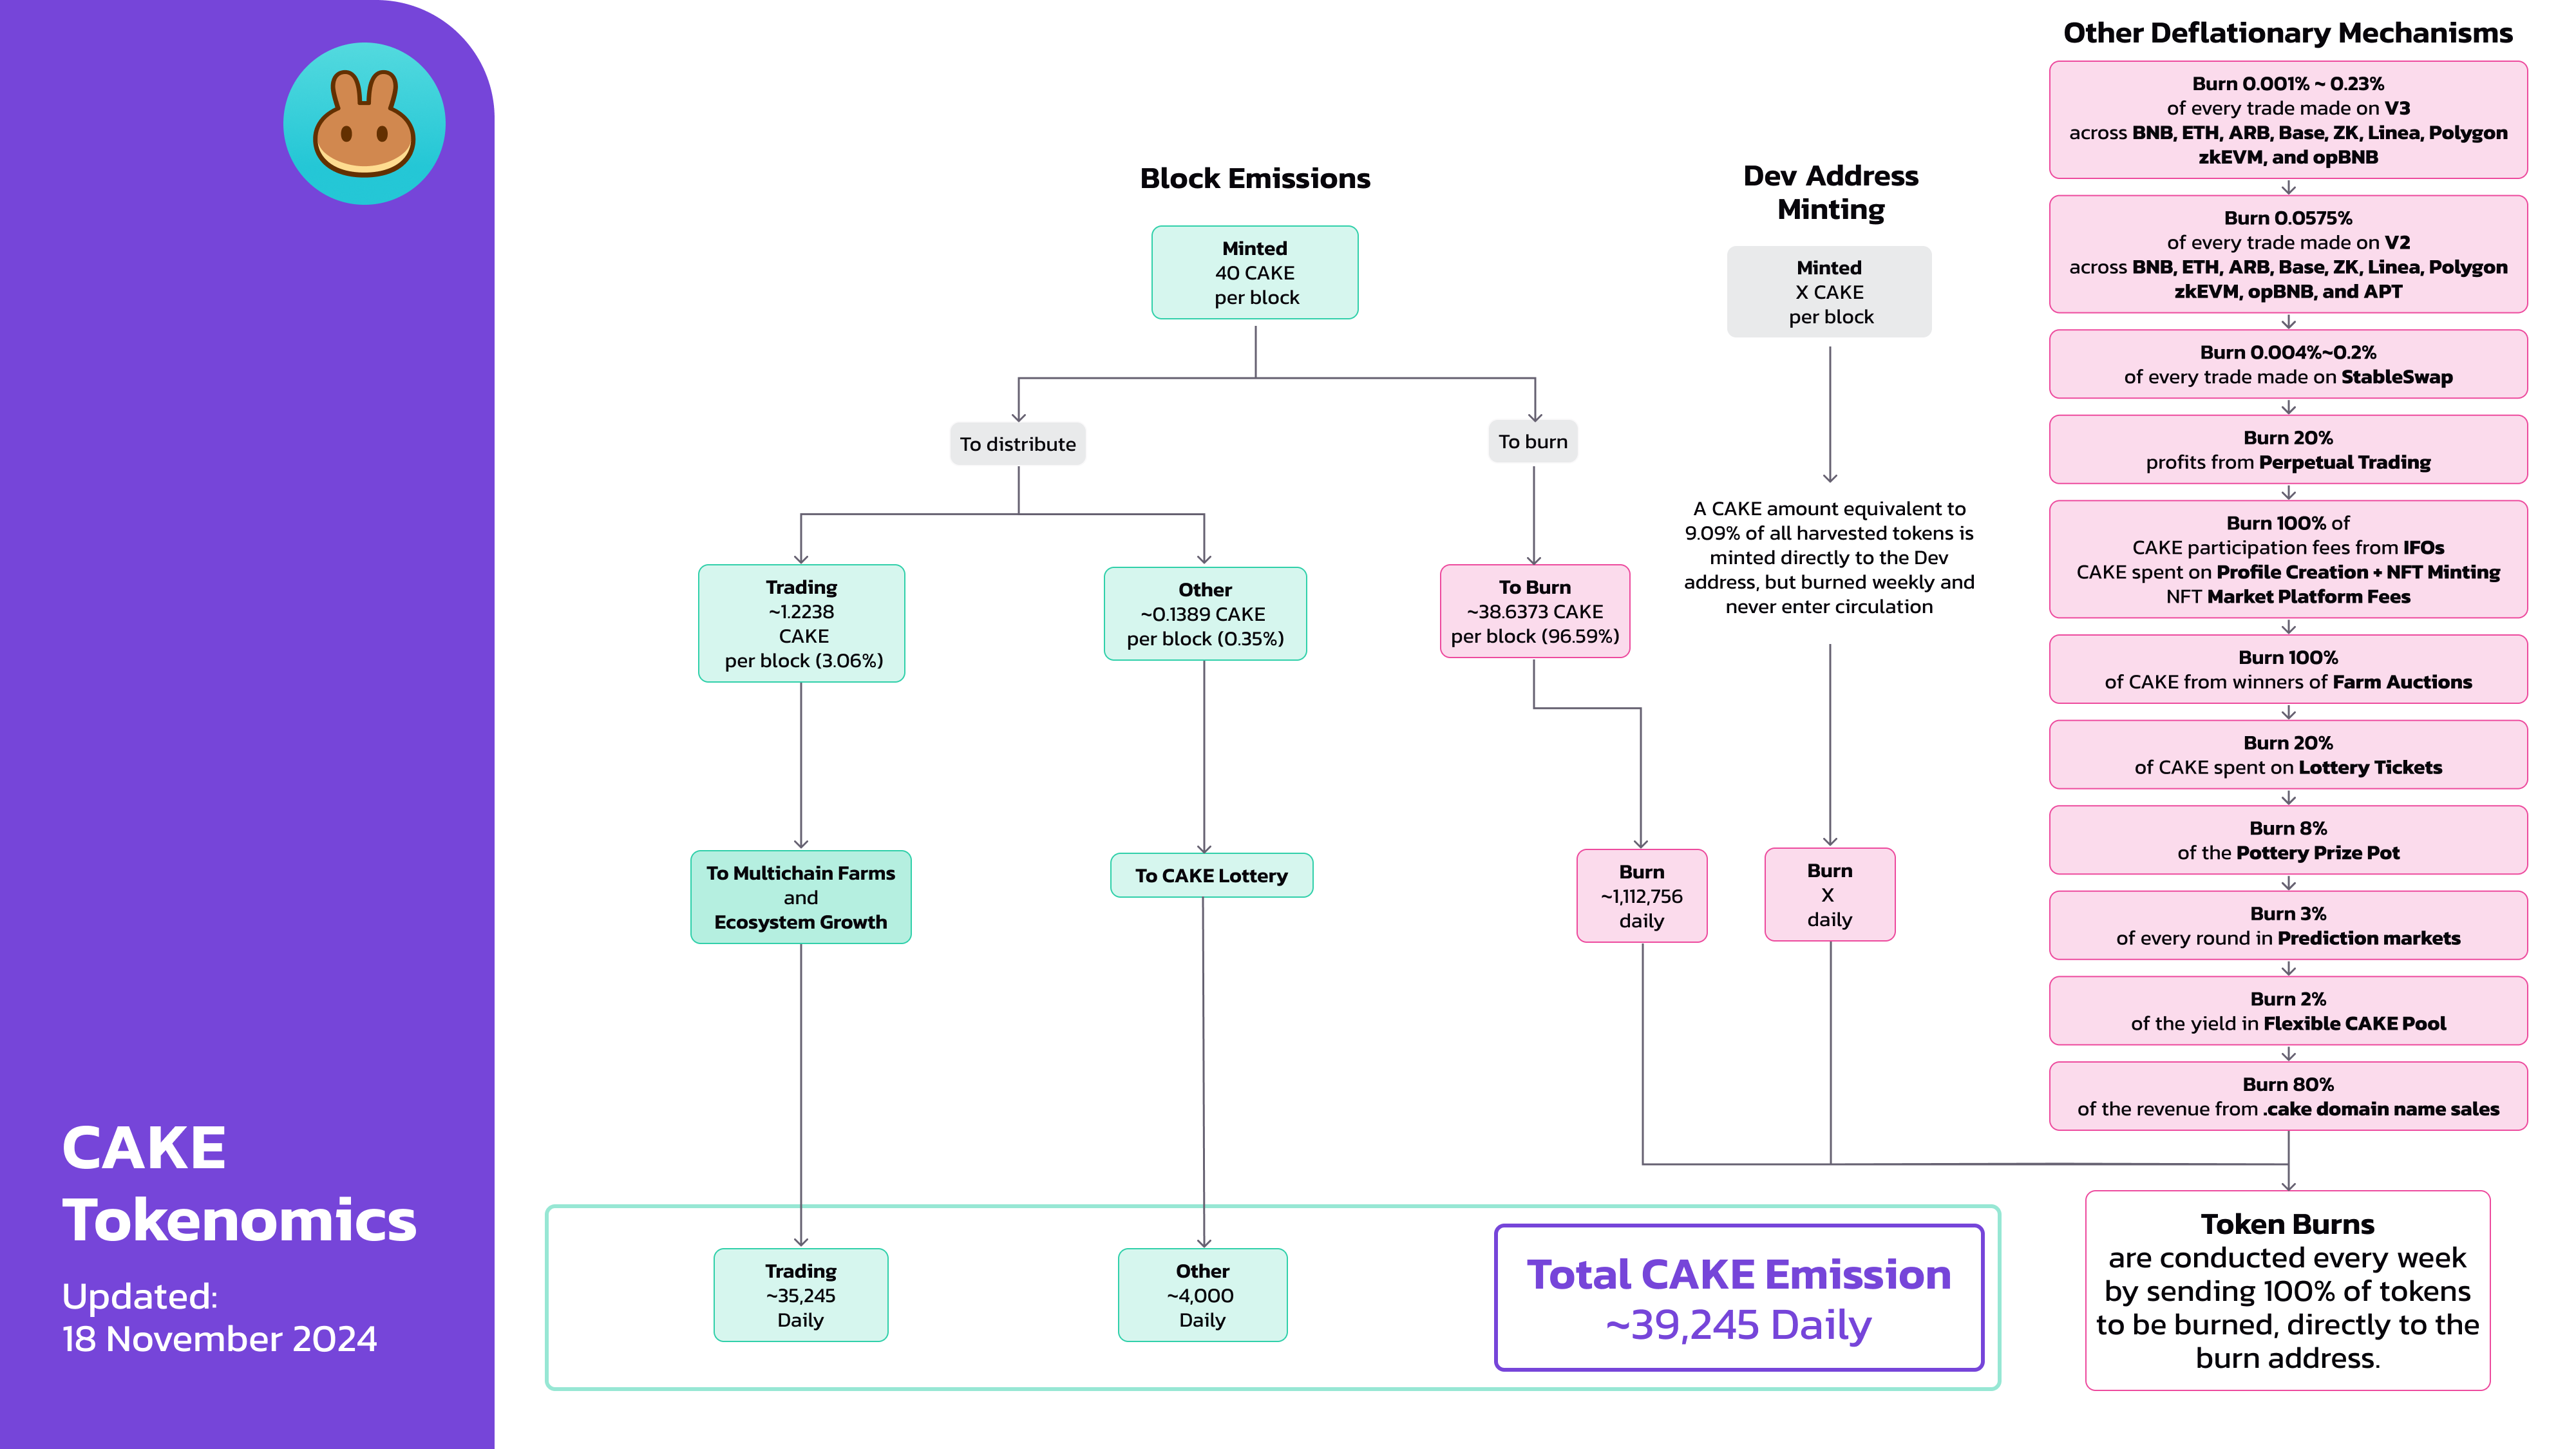 CAKE
Tokenomics
Updated:
18 November 2024
Block Emissions
Minted
40 CAKE
per block
To distribute
To burn
Trading
~1.2238
CAKE
per block (3.06%)
Other
~0.1389 CAKE
per block (0.35%)
To Burn
~38.6373 CAKE
per block (96.59%)
To Multichain Farms
and
Ecosystem Growth
To CAKE Lottery
Burn
~1,112,756
daily
Trading
~35,245
Daily
Other
~4,000
Daily
Total CAKE Emission
~39,245 Daily
Dev Address
Minting
Minted
X CAKE
per block
A CAKE amount equivalent to
9.09% of all harvested tokens is
minted directly to the Dev
address, but burned weekly and
never enter circulation
Burn
X
daily
Other Deflationary Mechanisms
Burn 0.001% ~ 0.23%
of every trade made on V3
across BNB, ETH, ARB, Base, ZK, Linea, Polygon
zkEVM, and opBNB
Burn 0.0575%
of every trade made on V2
across BNB, ETH, ARB, Base, ZK, Linea, Polygon
zkEVM, opBNB, and APT
Burn 0.004%~0.2%
of every trade made on StableSwap
Burn 20%
profits from Perpetual Trading
Burn 100% of
CAKE participation fees from IFOs
CAKE spent on Profile Creation + NFT Minting
NFT Market Platform Fees
Burn 100%
of CAKE from winners of Farm Auctions
Burn 20%
of CAKE spent on Lottery Tickets
Burn 8%
of the Pottery Prize Pot
Burn 3%
of every round in Prediction markets
Burn 2%
of the yield in Flexible CAKE Pool
Burn 80%
of the revenue from .cake domain name sales
Token Burns
are conducted every week
by sending 100% of tokens
to be burned, directly to the
burn address.